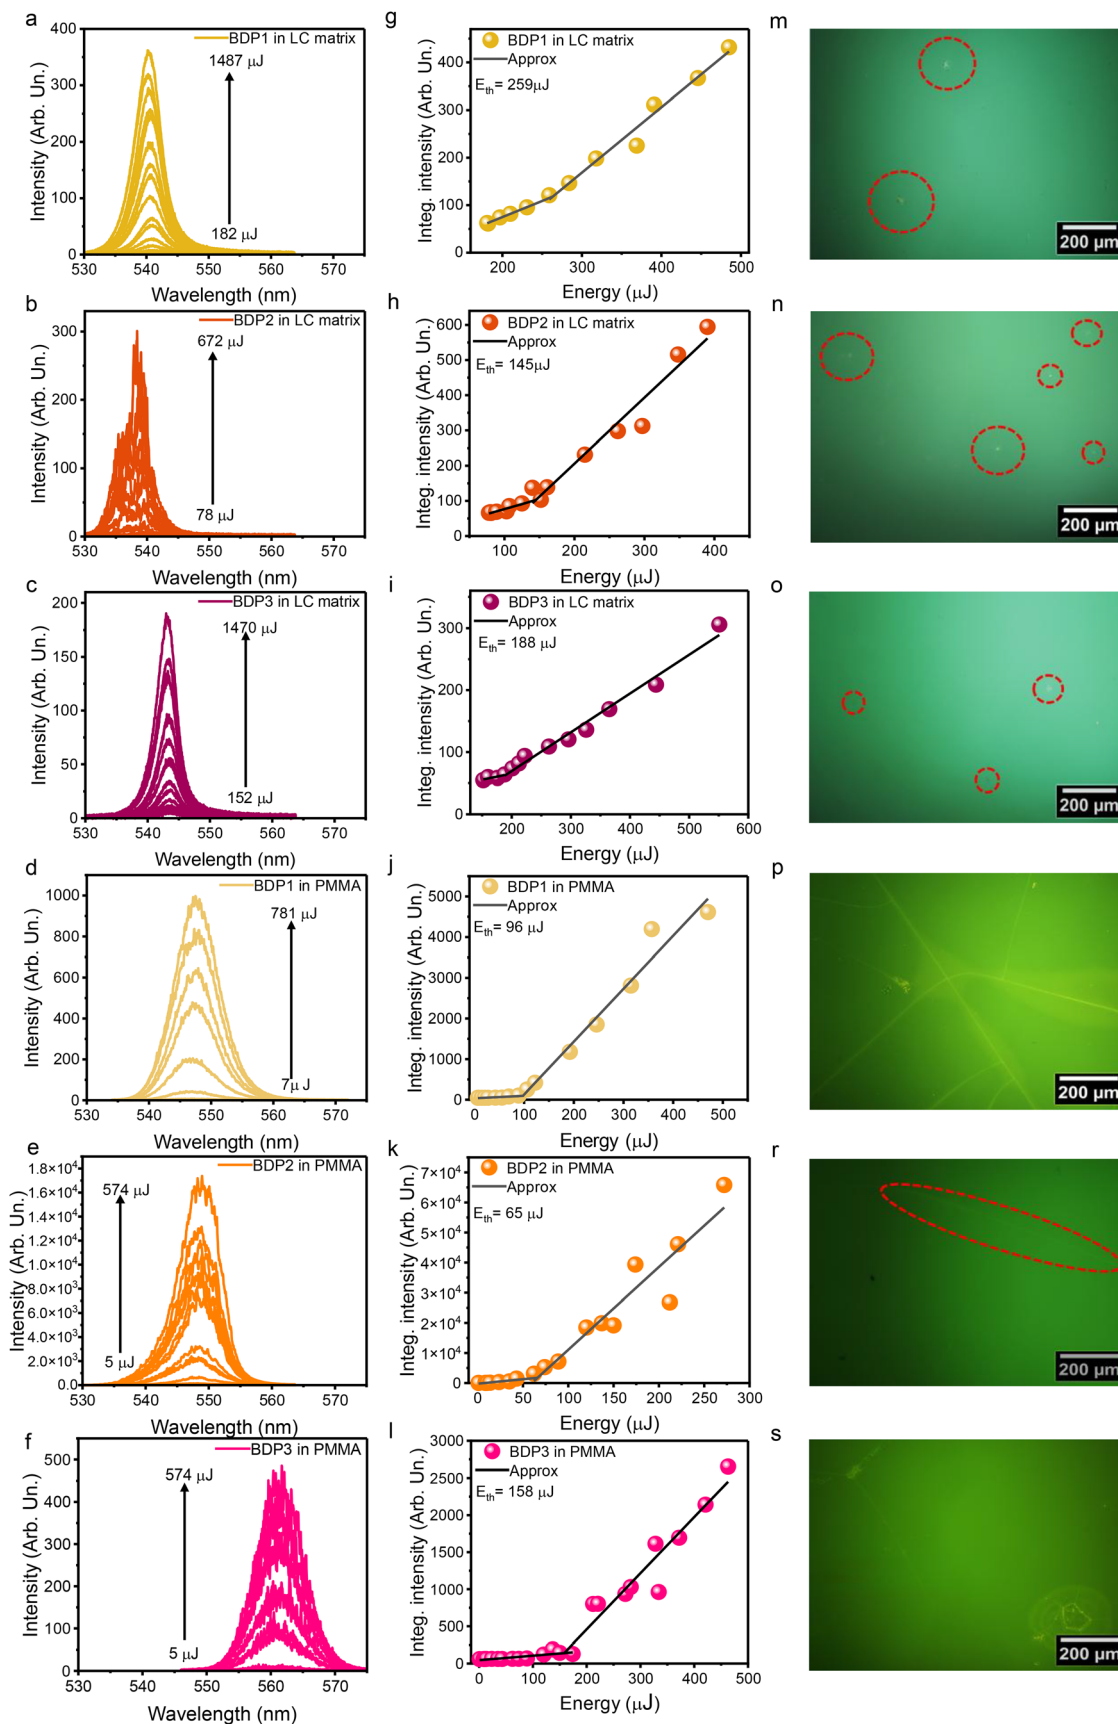 a
400
300
200
100
0
Intensity (Arb. Un.)
BDP1 in LC matrix
1487 μJ
182 μJ
530 540 550 560 570
Wavelength (nm)
g
400
300
200
100
0
Integ. intensity (Arb. Un.)
BDP1 in LC matrix
Approx
Eth= 259μJ
200 300 400 500
Energy (μJ)
m
200 μm
b
300
200
100
0
Intensity (Arb. Un.)
BDP2 in LC matrix
672 μJ
78 μJ
530 540 550 560 570
Wavelength (nm)
h
600
500
400
300
200
100
0
Integ. intensity (Arb. Un.)
BDP2 in LC matrix
Approx
Eth= 145μJ
100 200 300 400
Energy (μJ)
n
200 μm
c
200
150
100
50
0
Intensity (Arb. Un.)
BDP3 in LC matrix
1470 μJ
152 μJ
530 540 550 560 570
Wavelength (nm)
i
300
200
100
0
Integ. intensity (Arb. Un.)
BDP3 in LC matrix
Approx
Eth= 188 μJ
200 300 400 500 600
Energy (μJ)
o
200 μm
d
1000
800
600
400
200
0
Intensity (Arb. Un.)
BDP1 in PMMA
781 μJ
7μ J
530 540 550 560 570
Wavelength (nm)
j
5000
4000
3000
2000
1000
0
Integ. intensity (Arb. Un.)
BDP1 in PMMA
Approx
Eth= 96 μJ
0 100 200 300 400 500
Energy (μJ)
p
200 μm
e
1.8×10⁴
1.6×10⁴
1.4×10⁴
1.2×10⁴
1.0×10⁴
8.0×10³
6.0×10³
4.0×10³
2.0×10³
0.0
Intensity (Arb. Un.)
BDP2 in PMMA
574 μJ
5 μJ
530 540 550 560 570
Wavelength (nm)
k
7×10⁴
6×10⁴
5×10⁴
4×10⁴
3×10⁴
2×10⁴
1×10⁴
0
Integ. intensity (Arb. Un.)
BDP2 in PMMA
Approx
Eth= 65 μJ
0 50 100 150 200 250 300
Energy (μJ)
r
200 μm
f
500
400
300
200
100
0
Intensity (Arb. Un.)
BDP3 in PMMA
574 μJ
5 μJ
530 540 550 560 570
Wavelength (nm)
l
3000
2500
2000
1500
1000
500
0
Integ. intensity (Arb. Un.)
BDP3 in PMMA
Approx
Eth= 158 μJ
0 100 200 300 400 500
Energy (μJ)
s
200 μm